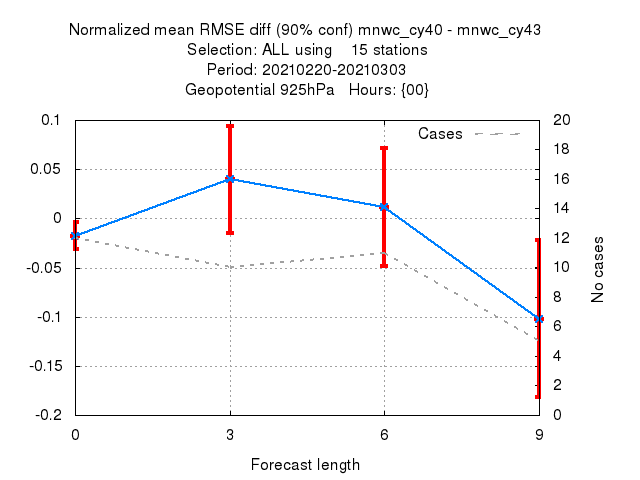 Normalized mean RMSE diff (90% conf) mnwc_cy40 - mnwc_cy43
Selection: ALL using 15 stations
Period: 20210220-20210303
Geopotential 925hPa Hours: {00}
0.1
0.05
0
-0.05
-0.1
-0.15
-0.2
Cases
20
18
16
14
12
10
8
6
4
2
0
No cases
0 3 6 9
Forecast length